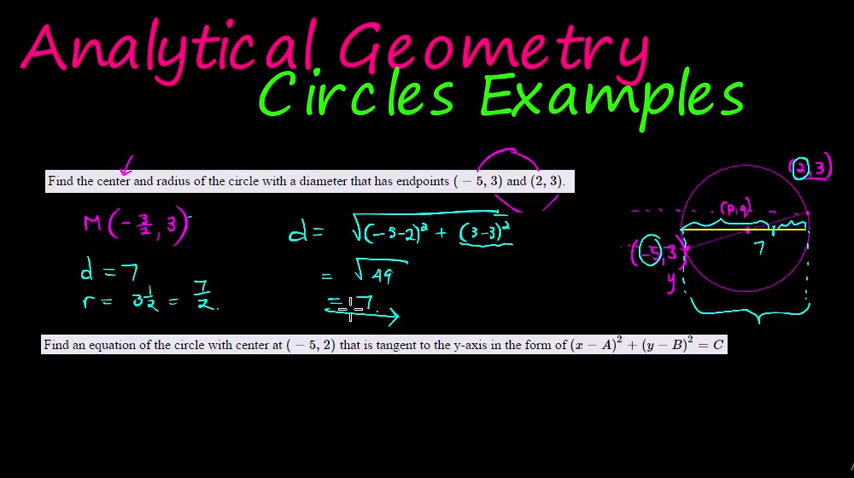 Analytical Geometry
Circles Examples
Find the center and radius of the circle with a diameter that has endpoints (−5, 3) and (2, 3).
M(-3/2, 3)
d = 7
r = 3 1/2 = 7/2.
d = √(-5-2)² + (3-3)²
= √49
= 7.
(2, 3)
(p,q)
y
7
(-5, 3)
y
Find an equation of the circle with center at (−5, 2) that is tangent to the y-axis in the form of (x − A)² + (y − B)² = C